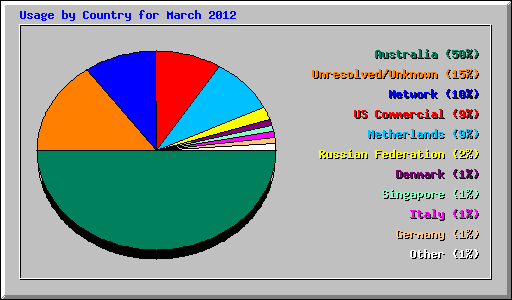 Usage by Country for March 2012
Australia (50%)
Unresolved/Unknown (15%)
Network (10%)
US Commercial (9%)
Netherlands (9%)
Russian Federation (2%)
Denmark (1%)
Singapore (1%)
Italy (1%)
Germany (1%)
Other (1%)